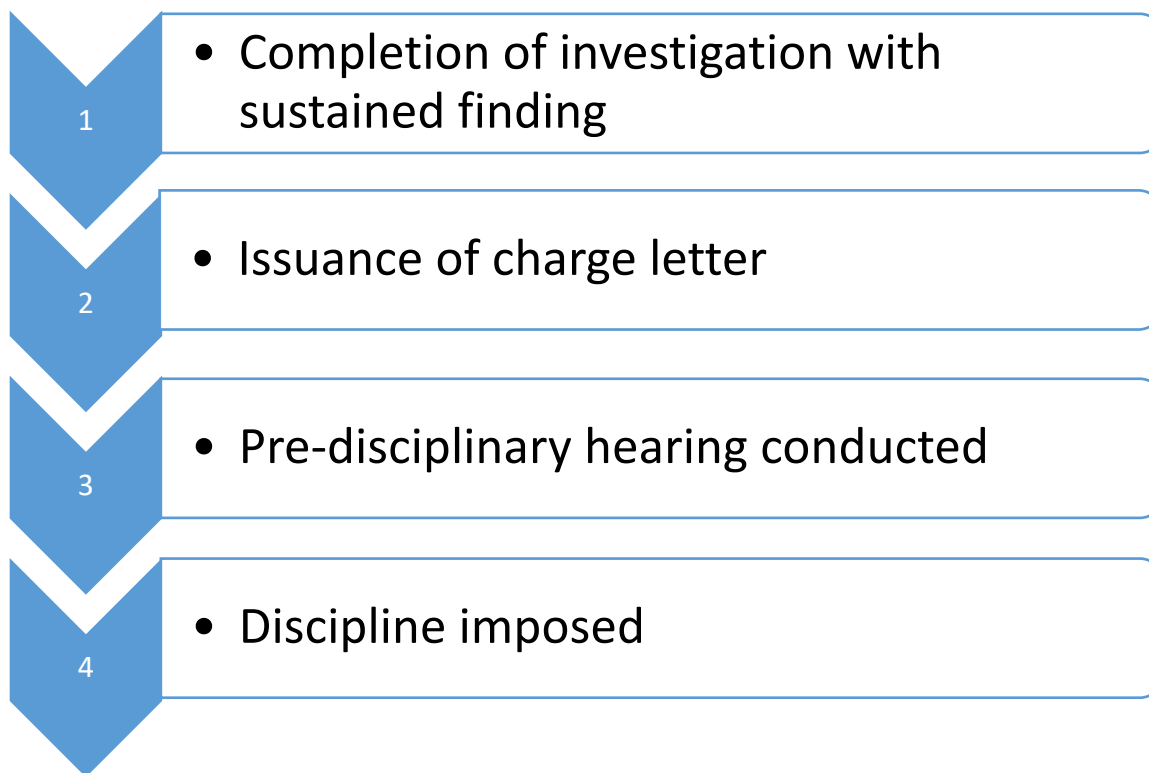 1
• Completion of investigation with
sustained finding
2
• Issuance of charge letter
3
• Pre-disciplinary hearing conducted
4
• Discipline imposed